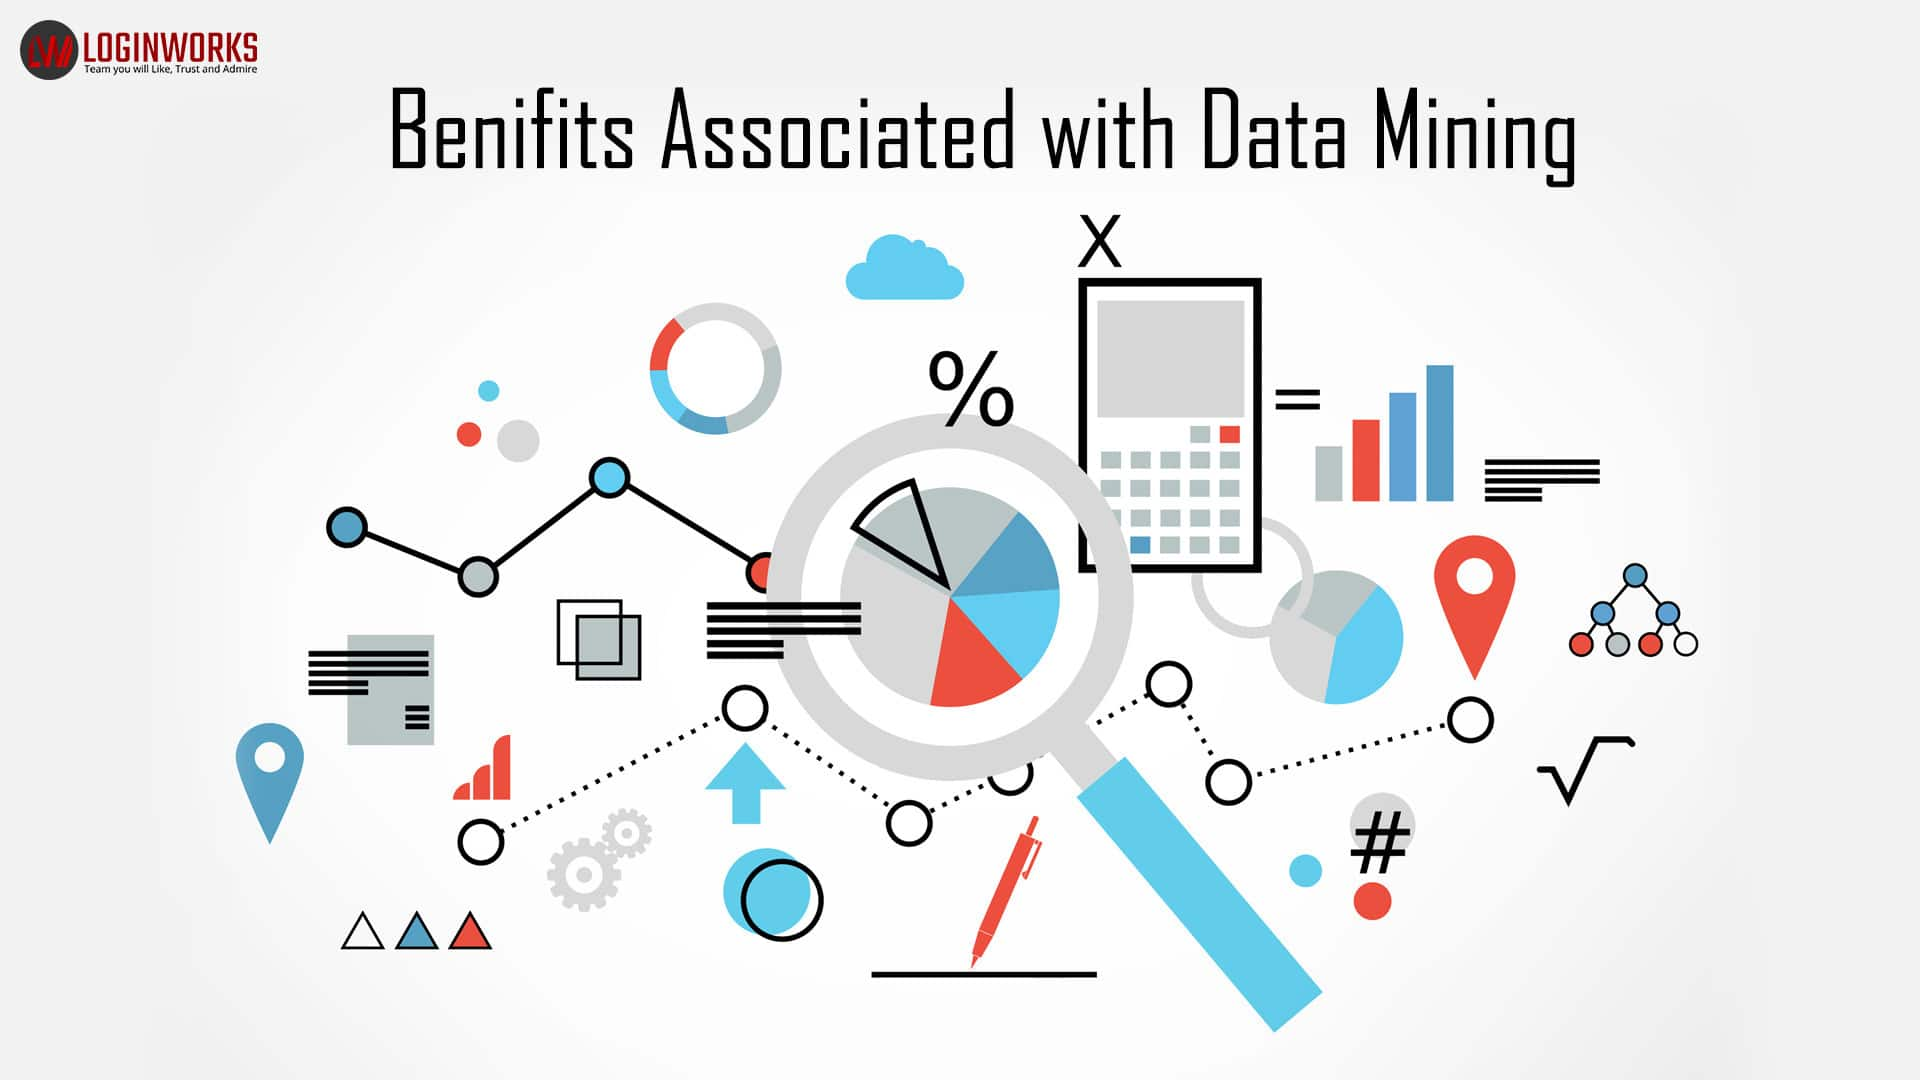 LOGINWORKS
Team you will Like, Trust and Admire
Benifits Associated with Data Mining
X
%
=
#